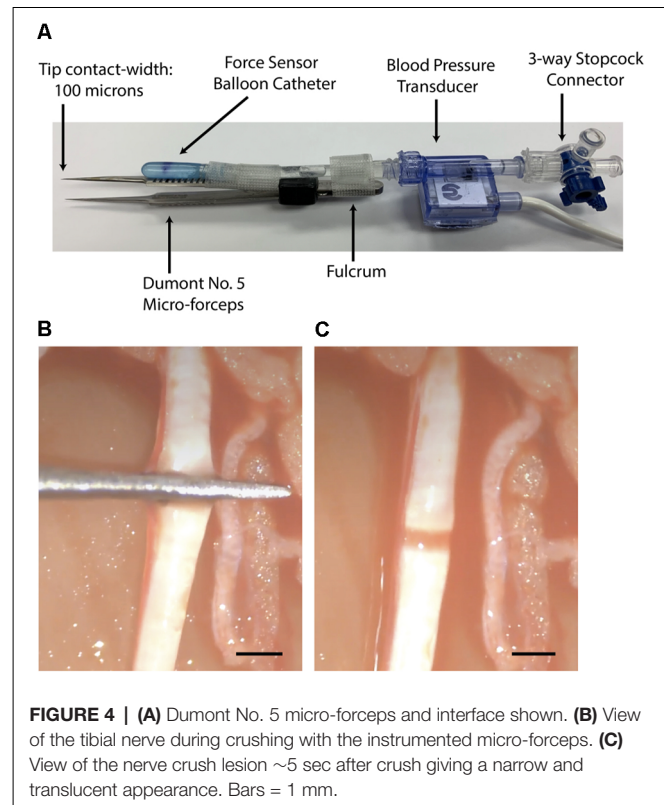 A
Tip contact-width:
100 microns
Force Sensor
Balloon Catheter
Blood Pressure
Transducer
3-way Stopcock
Connector
Dumont No. 5
Micro-forceps
Fulcrum
B
C
FIGURE 4 | (A) Dumont No. 5 micro-forceps and interface shown. (B) View
of the tibial nerve during crushing with the instrumented micro-forceps. (C)
View of the nerve crush lesion ∼5 sec after crush giving a narrow and
translucent appearance. Bars = 1 mm.